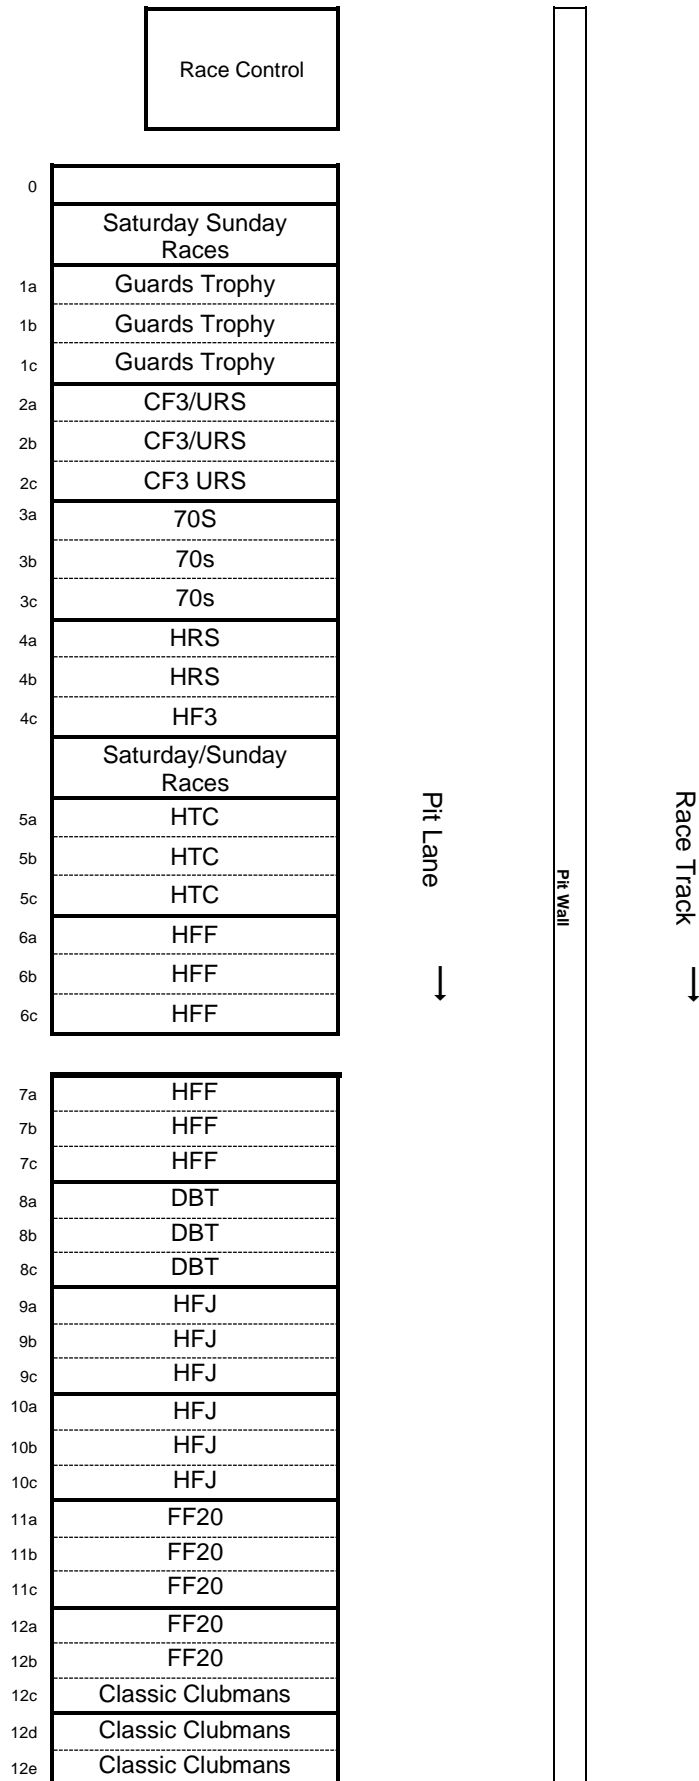 Race Control
0
Saturday Sunday
Races
1a Guards Trophy
1b Guards Trophy
1c Guards Trophy
2a CF3/URS
2b CF3/URS
2c CF3 URS
3a 70S
3b 70s
3c 70s
4a HRS
4b HRS
4c HF3
Saturday/Sunday
Races
5a HTC
5b HTC
5c HTC
6a HFF
6b HFF
6c HFF
7a HFF
7b HFF
7c HFF
8a DBT
8b DBT
8c DBT
9a HFJ
9b HFJ
9c HFJ
10a HFJ
10b HFJ
10c HFJ
11a FF20
11b FF20
11c FF20
12a FF20
12b FF20
12c Classic Clubmans
12d Classic Clubmans
12e Classic Clubmans
Pit Lane
Pit Wall
Race Track